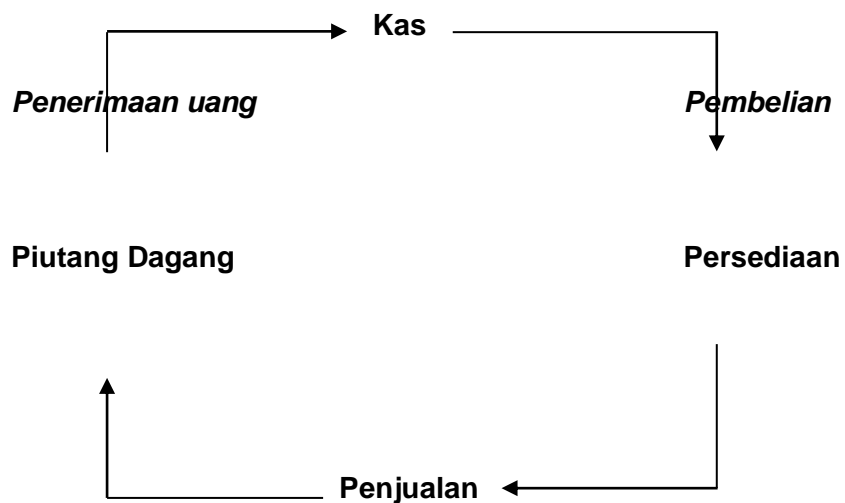 Kas
Penerimaan uang
Pembelian
Piutang Dagang
Persediaan
Penjualan